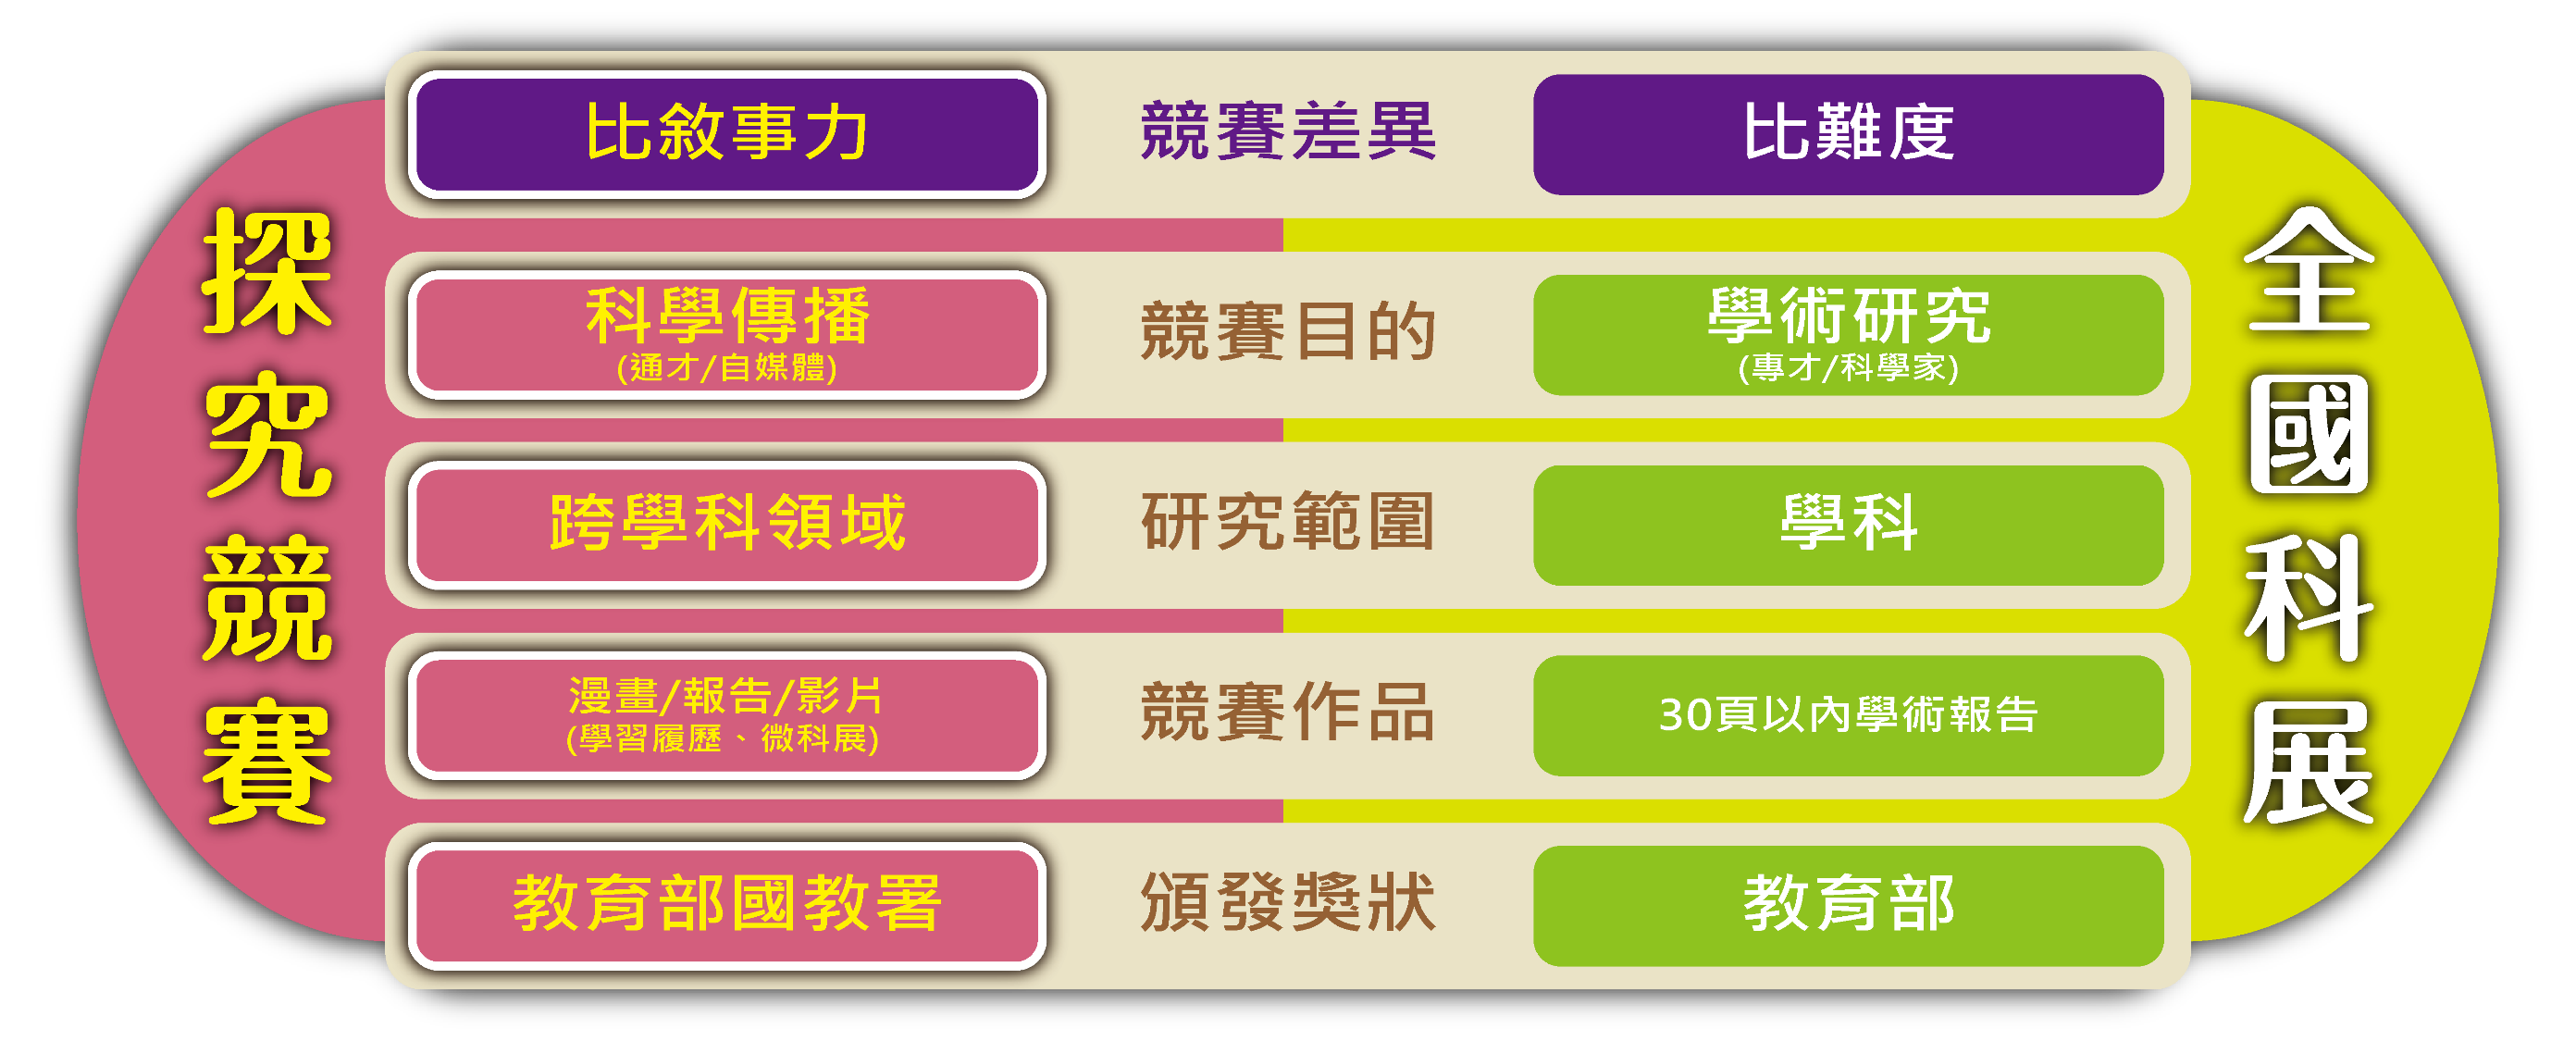 探究競賽
比敘事力
競賽差異
比難度
科學傳播
(通才/自媒體)
競賽目的
學術研究
(專才/科學家)
跨學科領域
研究範圍
學科
漫畫/報告/影片
(學習履歷、微科展)
競賽作品
30頁以內學術報告
教育部國教署
頒發獎狀
教育部
全國科展